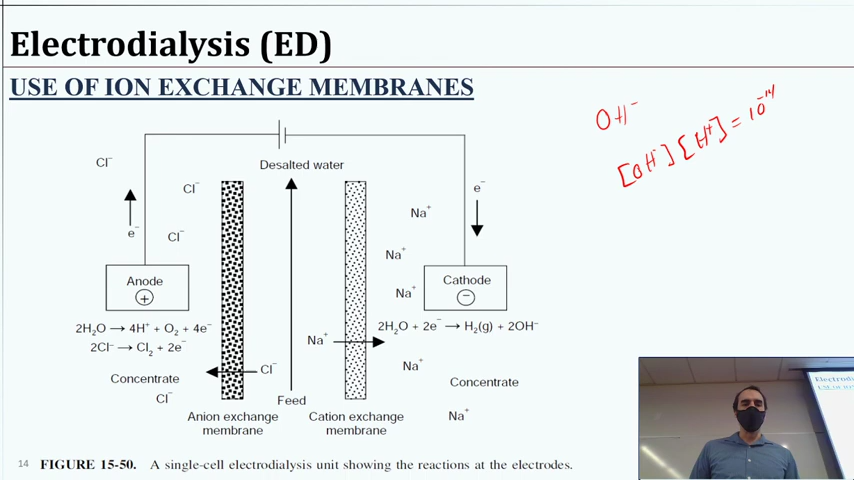 Electrodialysis (ED)
USE OF ION EXCHANGE MEMBRANES
OH⁻
[OH⁻][H⁺] = 10⁻¹⁴
Cl⁻
Desalted water
Cl⁻
e⁻
Na⁺
e⁻
Cl⁻
Na⁺
Anode
+
Cathode
−
Na⁺
2H₂O → 4H⁺ + O₂ + 4e⁻
2H₂O + 2e⁻ → H₂(g) + 2OH⁻
2Cl⁻ → Cl₂ + 2e⁻
Na⁺
Cl⁻
Na⁺
Concentrate
Concentrate
Cl⁻
Feed
Na⁺
Anion exchange
membrane
Cation exchange
membrane
14 FIGURE 15-50. A single-cell electrodialysis unit showing the reactions at the electrodes.